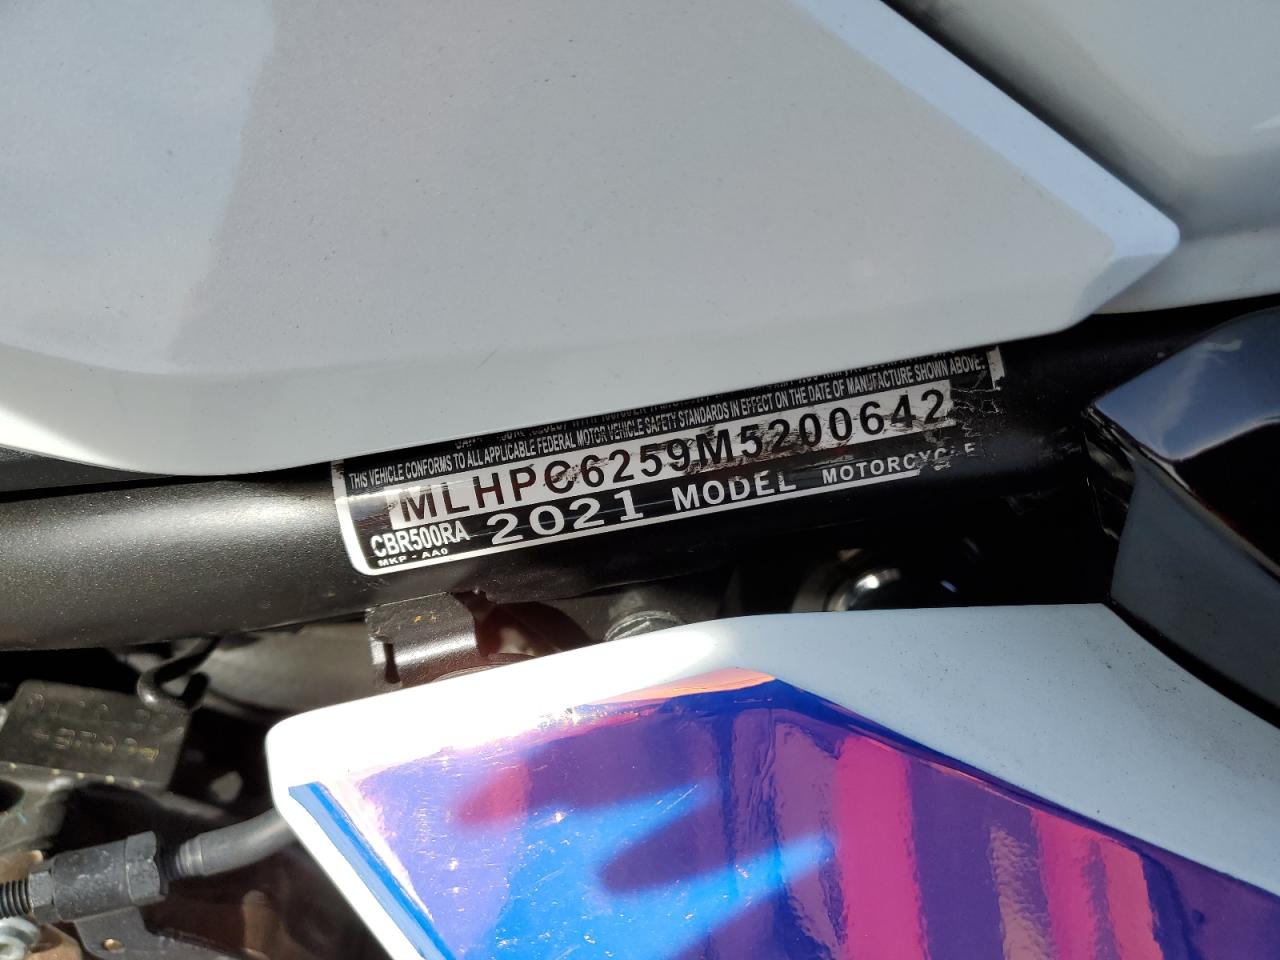 THIS VEHICLE CONFORMS TO ALL APPLICABLE FEDERAL MOTOR VEHICLE SAFETY STANDARDS IN EFFECT ON THE DATE OF MANUFACTURE SHOWN ABOVE.
MLHPC6259M5200642
CBR500RA 2021 MODEL MOTORCYCLE
MKP - AA0